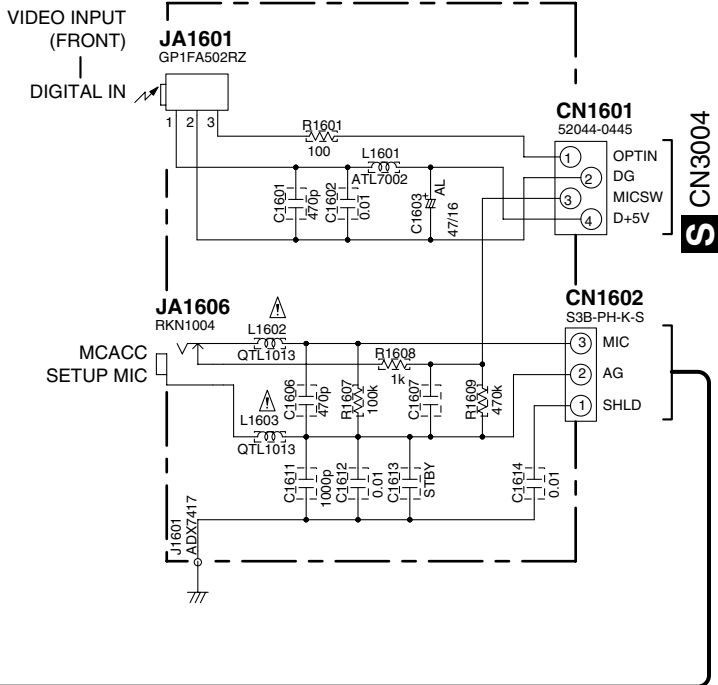 VIDEO INPUT
(FRONT)
DIGITAL IN
JA1601
GP1FA502RZ
1 2 3
R1601
100
L1601
ATL7002
C1601
470p
C1602
0.01
C1603
+
AL
47/16
CN1601
52044-0445
1 OPTIN
2 DG
3 MICSW
4 D+5V
S CN3004
JA1606
RKN1004
MCACC
SETUP MIC
L1602
QTL1013
L1603
QTL1013
C1606
470p
R1607
100k
R1608
1k
C1607
R1609
470k
CN1602
S3B-PH-K-S
3 MIC
2 AG
1 SHLD
C1611
1000p
C1612
0.01
C1613
STBY
C1614
0.01
J1601
ADX7417